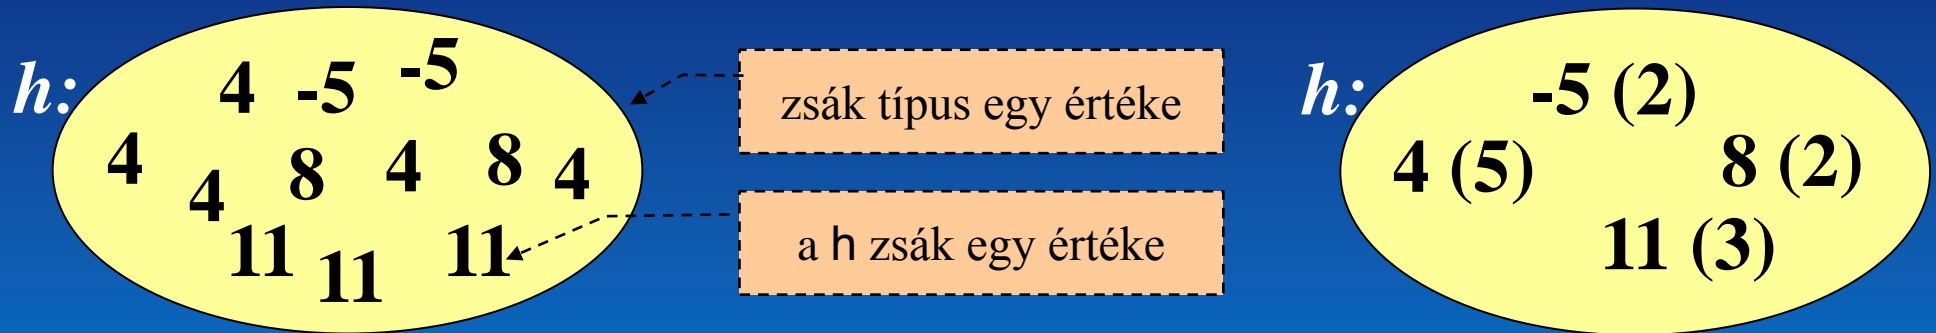 h:
4 -5 -5
4 4 8 4 8 4
11 11 11
zsák típus egy értéke
a h zsák egy értéke
h:
-5 (2)
4 (5) 8 (2)
11 (3)